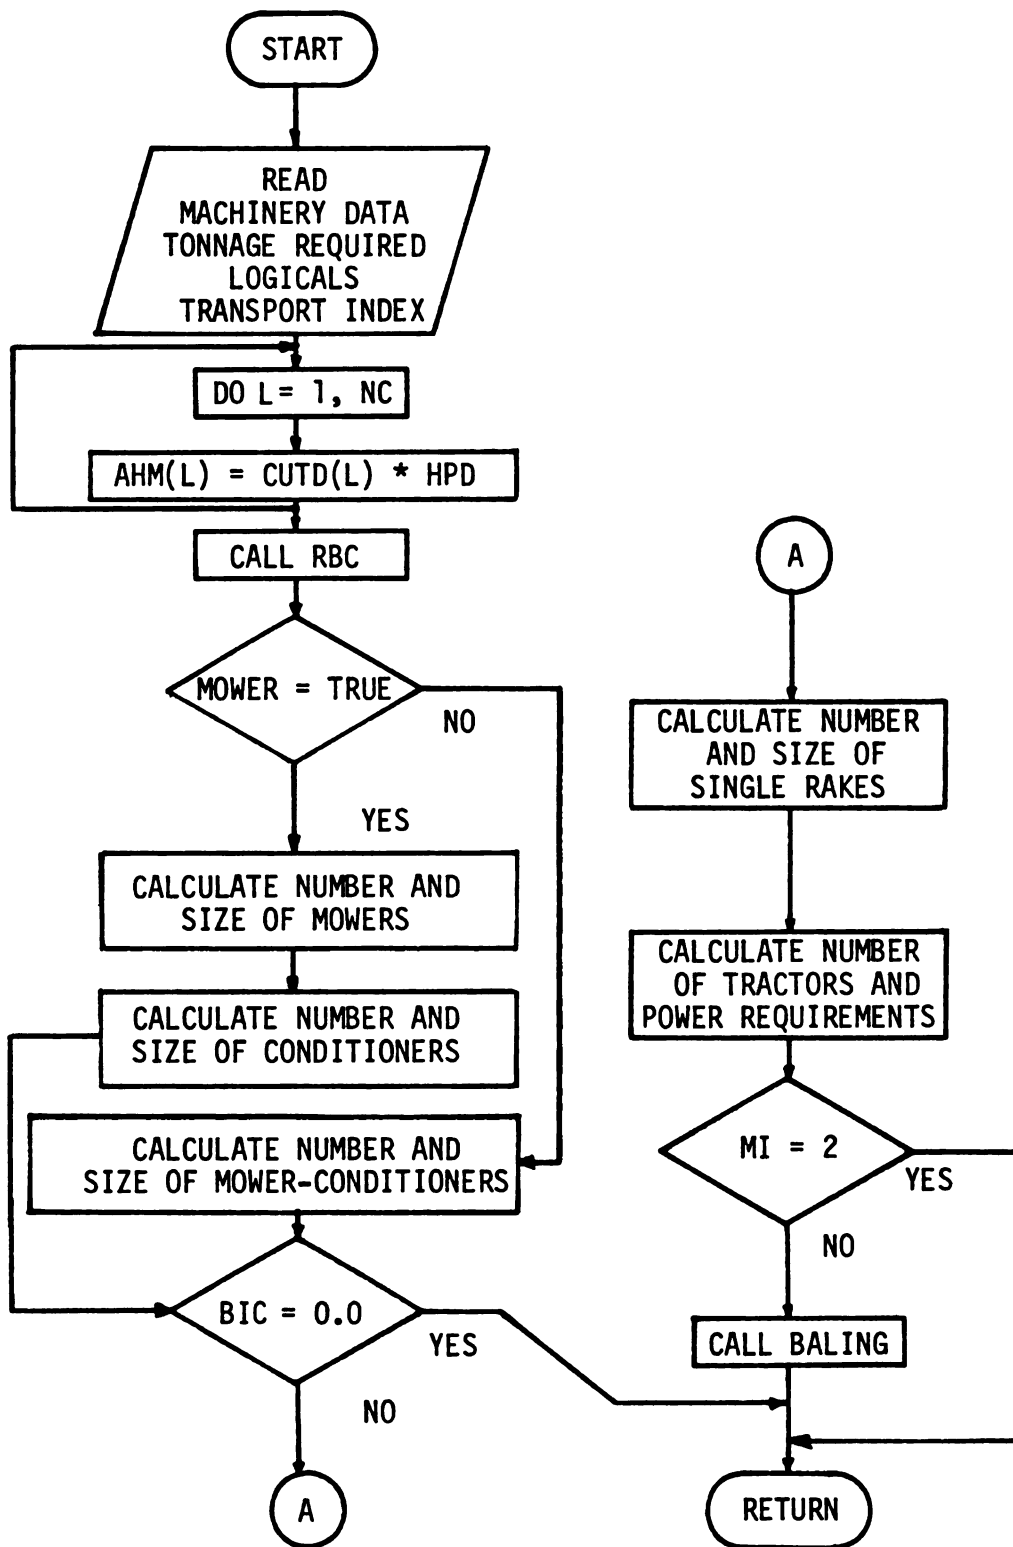 START
READ
MACHINERY DATA
TONNAGE REQUIRED
LOGICALS
TRANSPORT INDEX
DO L= 1, NC
AHM(L) = CUTD(L) * HPD
CALL RBC
MOWER = TRUE
NO
YES
CALCULATE NUMBER AND
SIZE OF MOWERS
CALCULATE NUMBER AND
SIZE OF CONDITIONERS
CALCULATE NUMBER AND
SIZE OF MOWER-CONDITIONERS
BIC = 0.0
YES
NO
A
A
CALCULATE NUMBER
AND SIZE OF
SINGLE RAKES
CALCULATE NUMBER
OF TRACTORS AND
POWER REQUIREMENTS
MI = 2
YES
NO
CALL BALING
RETURN